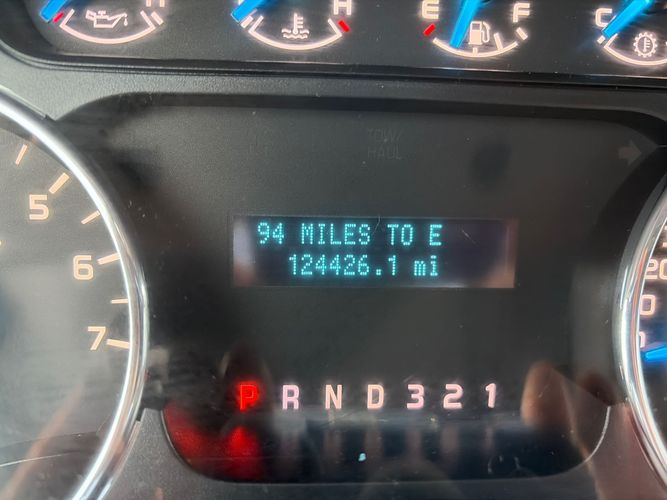 H
H
E F
C
TOW/
HAUL
5
6
7
94 MILES TO E
124426.1 mi
P R N D 3 2 1